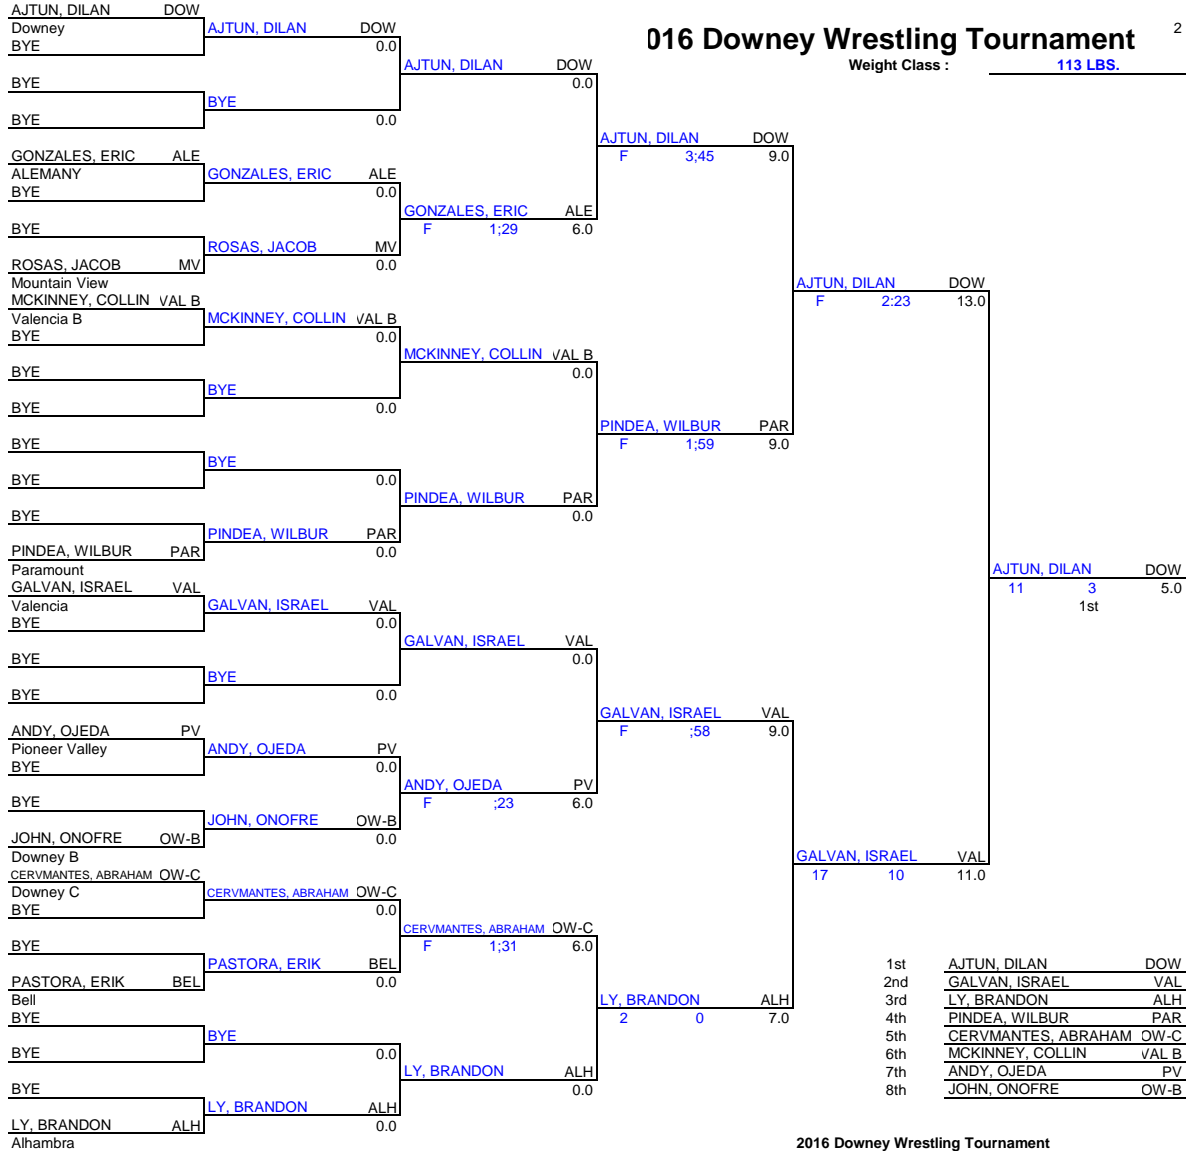 AJTUN, DILAN DOW
Downey
BYE
BYE
BYE
GONZALES, ERIC ALE
ALEMANY
BYE
BYE
ROSAS, JACOB MV
Mountain View
MCKINNEY, COLLIN VAL B
Valencia B
BYE
BYE
BYE
BYE
BYE
BYE
PINDEA, WILBUR PAR
Paramount
GALVAN, ISRAEL VAL
Valencia
BYE
BYE
BYE
ANDY, OJEDA PV
Pioneer Valley
BYE
BYE
JOHN, ONOFRE OW-B
Downey B
CERVMANTES, ABRAHAM OW-C
Downey C
BYE
BYE
PASTORA, ERIK BEL
Bell
BYE
BYE
BYE
LY, BRANDON ALH
Alhambra
AJTUN, DILAN DOW
0.0
BYE
0.0
GONZALES, ERIC ALE
0.0
ROSAS, JACOB MV
0.0
MCKINNEY, COLLIN VAL B
0.0
BYE
0.0
BYE
0.0
PINDEA, WILBUR PAR
0.0
GALVAN, ISRAEL VAL
0.0
BYE
0.0
ANDY, OJEDA PV
0.0
JOHN, ONOFRE OW-B
0.0
CERVMANTES, ABRAHAM OW-C
0.0
PASTORA, ERIK BEL
0.0
BYE
0.0
LY, BRANDON ALH
0.0
AJTUN, DILAN DOW
0.0
GONZALES, ERIC ALE
F 1;29 6.0
MCKINNEY, COLLIN VAL B
0.0
PINDEA, WILBUR PAR
0.0
GALVAN, ISRAEL VAL
0.0
ANDY, OJEDA PV
F ;23 6.0
CERVMANTES, ABRAHAM OW-C
F 1;31 6.0
LY, BRANDON ALH
0.0
016 Downey Wrestling Tournament 2
Weight Class : 113 LBS.
AJTUN, DILAN DOW
F 3;45 9.0
PINDEA, WILBUR PAR
F 1;59 9.0
GALVAN, ISRAEL VAL
F ;58 9.0
LY, BRANDON ALH
2 0 7.0
AJTUN, DILAN DOW
F 2:23 13.0
GALVAN, ISRAEL VAL
17 10 11.0
AJTUN, DILAN DOW
11 3 5.0
1st
1st AJTUN, DILAN DOW
2nd GALVAN, ISRAEL VAL
3rd LY, BRANDON ALH
4th PINDEA, WILBUR PAR
5th CERVMANTES, ABRAHAM OW-C
6th MCKINNEY, COLLIN VAL B
7th ANDY, OJEDA PV
8th JOHN, ONOFRE OW-B
2016 Downey Wrestling Tournament